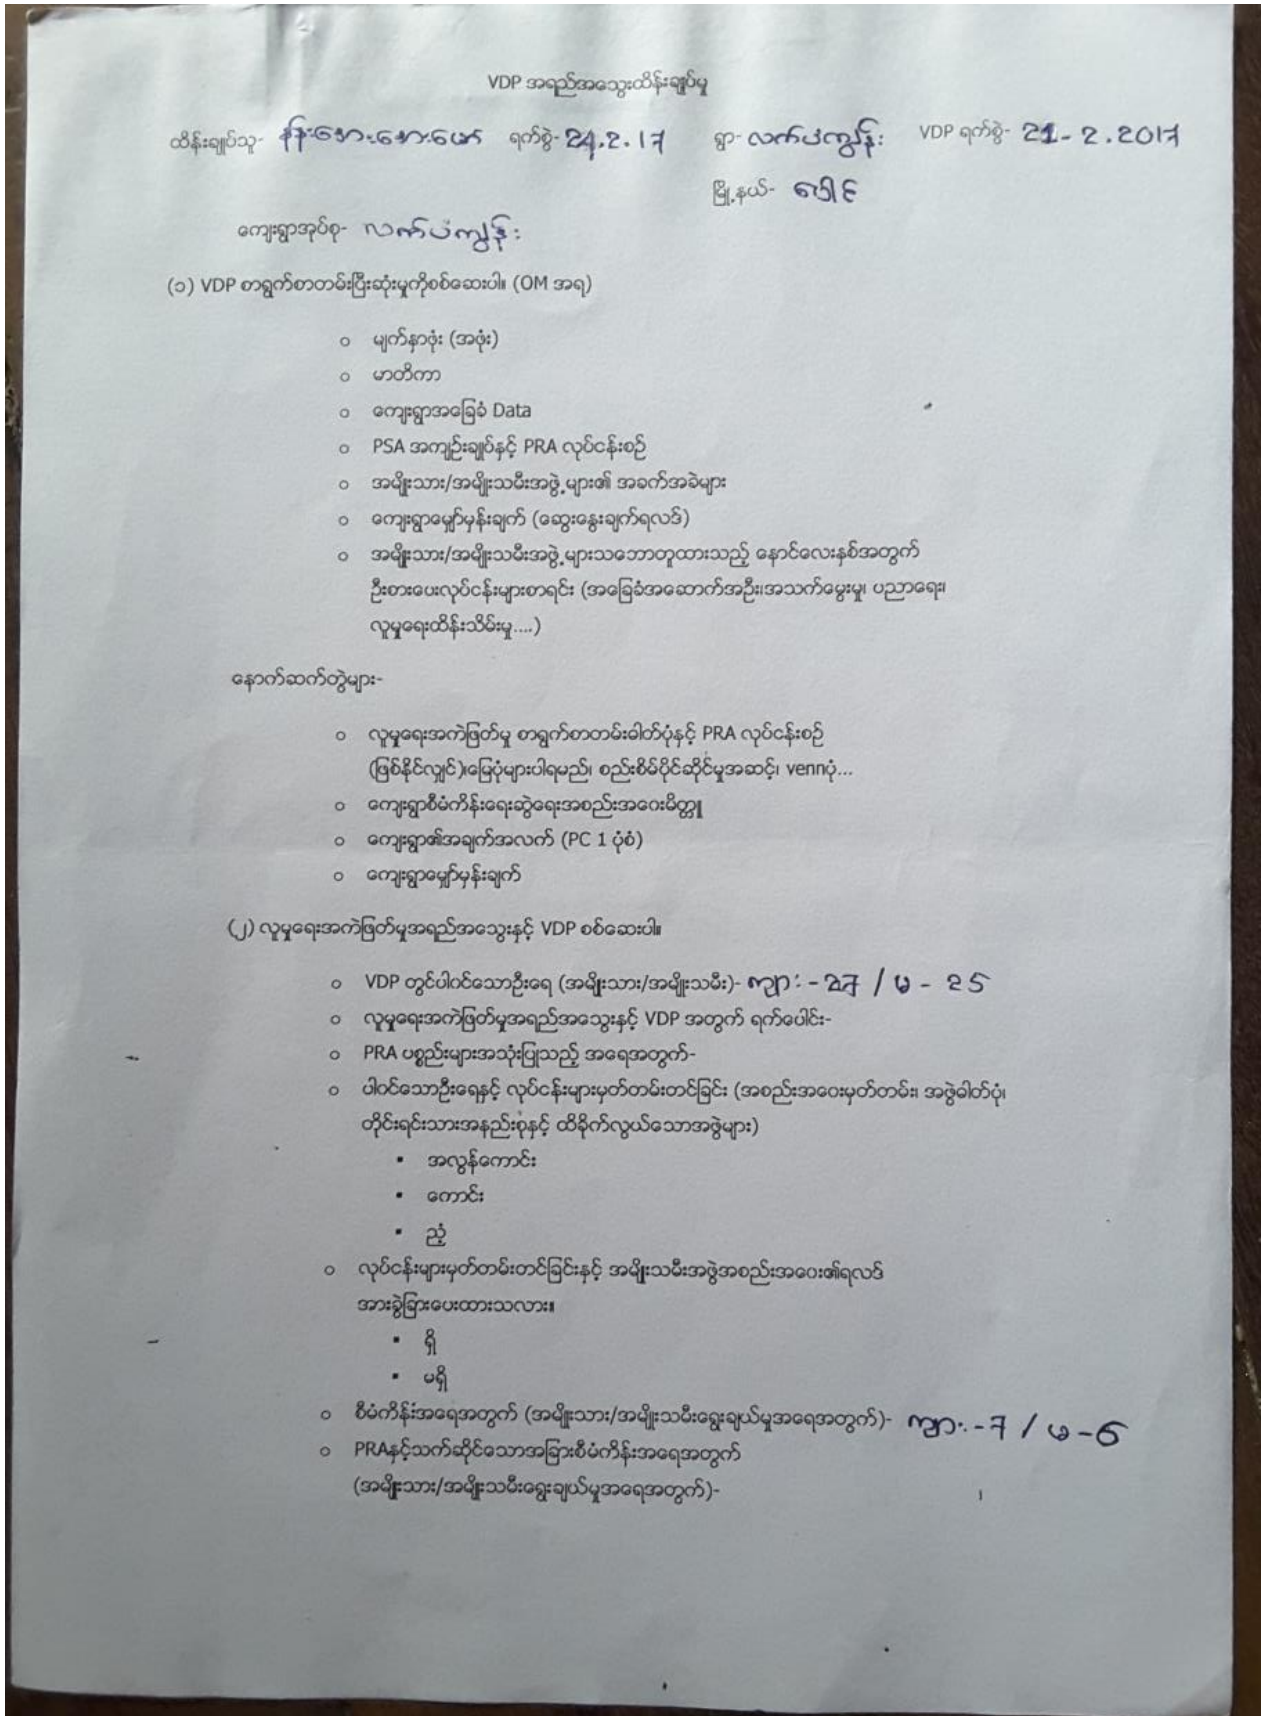 VDP အရည်အသွေးထိန်းချုပ်မှု
ထိန်းချုပ်သူ- နန်းအေးအေးဖော် ရက်စွဲ- 24.2.17 ရွာ- လက်ပံကျွန်း VDP ရက်စွဲ- 21-2.2017
မြို့နယ်- ပေါင်
ကျေးရွာအုပ်စု- လက်ပံကျွန်း
(၁) VDP စာရွက်စာတမ်းပြီးဆုံးမှုကိုစစ်ဆေးပါ။ (OM အရ)
o မျက်နှာဖုံး (အဖုံး)
o မာတိကာ
o ကျေးရွာအခြေခံ Data
o PSA အကျဉ်းချုပ်နှင့် PRA လုပ်ငန်းစဉ်
o အမျိုးသား/အမျိုးသမီးအဖွဲ့များ၏ အခက်အခဲများ
o ကျေးရွာမျှော်မှန်းချက် (ဆွေးနွေးချက်ရလဒ်)
o အမျိုးသား/အမျိုးသမီးအဖွဲ့များသဘောတူထားသည့် နောင်လေးနှစ်အတွက်
ဦးစားပေးလုပ်ငန်းများစာရင်း (အခြေခံအဆောက်အဦး၊အသက်မွေးမှု၊ ပညာရေး၊
လူမှုရေးထိန်းသိမ်းမှု....)
နောက်ဆက်တွဲများ-
o လူမှုရေးအကဲဖြတ်မှု စာရွက်စာတမ်းဓါတ်ပုံနှင့် PRA လုပ်ငန်းစဉ်
(ဖြစ်နိုင်လျှင်)၊မြေပုံများပါရမည်၊ စည်းစိမ်ပိုင်ဆိုင်မှုအဆင့်၊ vennပုံ...
o ကျေးရွာစီမံကိန်းရေးဆွဲရေးအစည်းအဝေးမိတ္တူ
o ကျေးရွာ၏အချက်အလက် (PC 1 ပုံစံ)
o ကျေးရွာမျှော်မှန်းချက်
(၂) လူမှုရေးအကဲဖြတ်မှုအရည်အသွေးနှင့် VDP စစ်ဆေးပါ။
o VDP တွင်ပါဝင်သောဦးရေ (အမျိုးသား/အမျိုးသမီး)- ကျား - 27 / မ - 25
o လူမှုရေးအကဲဖြတ်မှုအရည်အသွေးနှင့် VDP အတွက် ရက်ပေါင်း-
o PRA ပစ္စည်းများအသုံးပြုသည့် အရေအတွက်-
o ပါဝင်သောဦးရေနှင့် လုပ်ငန်းများမှတ်တမ်းတင်ခြင်း (အစည်းအဝေးမှတ်တမ်း၊ အဖွဲဓါတ်ပုံ၊
တိုင်းရင်းသားအနည်းစုနှင့် ထိခိုက်လွယ်သောအဖွဲများ)
▪ အလွန်ကောင်း
▪ ကောင်း
▪ ညံ့
o လုပ်ငန်းများမှတ်တမ်းတင်ခြင်းနှင့် အမျိုးသမီးအဖွဲအစည်းအဝေး၏ရလဒ်
အားခွဲခြားပေးထားသလား။
▪ ရှိ
▪ မရှိ
o စီမံကိန်းအရေအတွက် (အမျိုးသား/အမျိုးသမီးရွေးချယ်မှုအရေအတွက်)- ကျား - 7 / မ - 6
o PRAနှင့်သက်ဆိုင်သောအခြားစီမံကိန်းအရေအတွက်
(အမျိုးသား/အမျိုးသမီးရွေးချယ်မှုအရေအတွက်)-